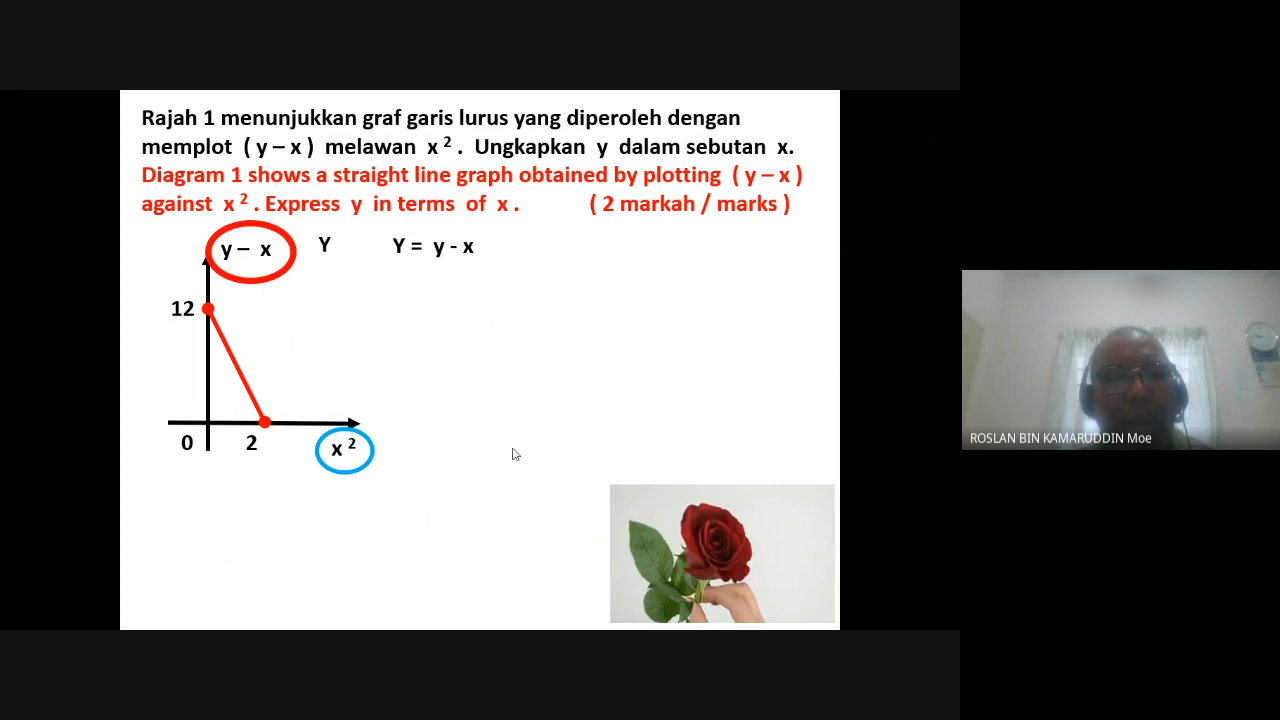 Rajah 1 menunjukkan graf garis lurus yang diperoleh dengan
memplot ( y – x ) melawan x ² . Ungkapkan y dalam sebutan x.
Diagram 1 shows a straight line graph obtained by plotting ( y – x )
against x ² . Express y in terms of x . ( 2 markah / marks )
y – x Y Y = y - x
12
0 2 x ²
ROSLAN BIN KAMARUDDIN Moe